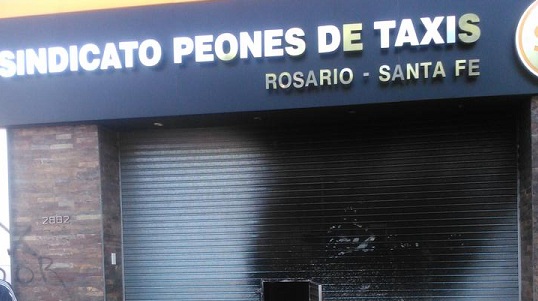 SINDICATO PEONES DE TAXIS
ROSARIO - SANTA FE
2882